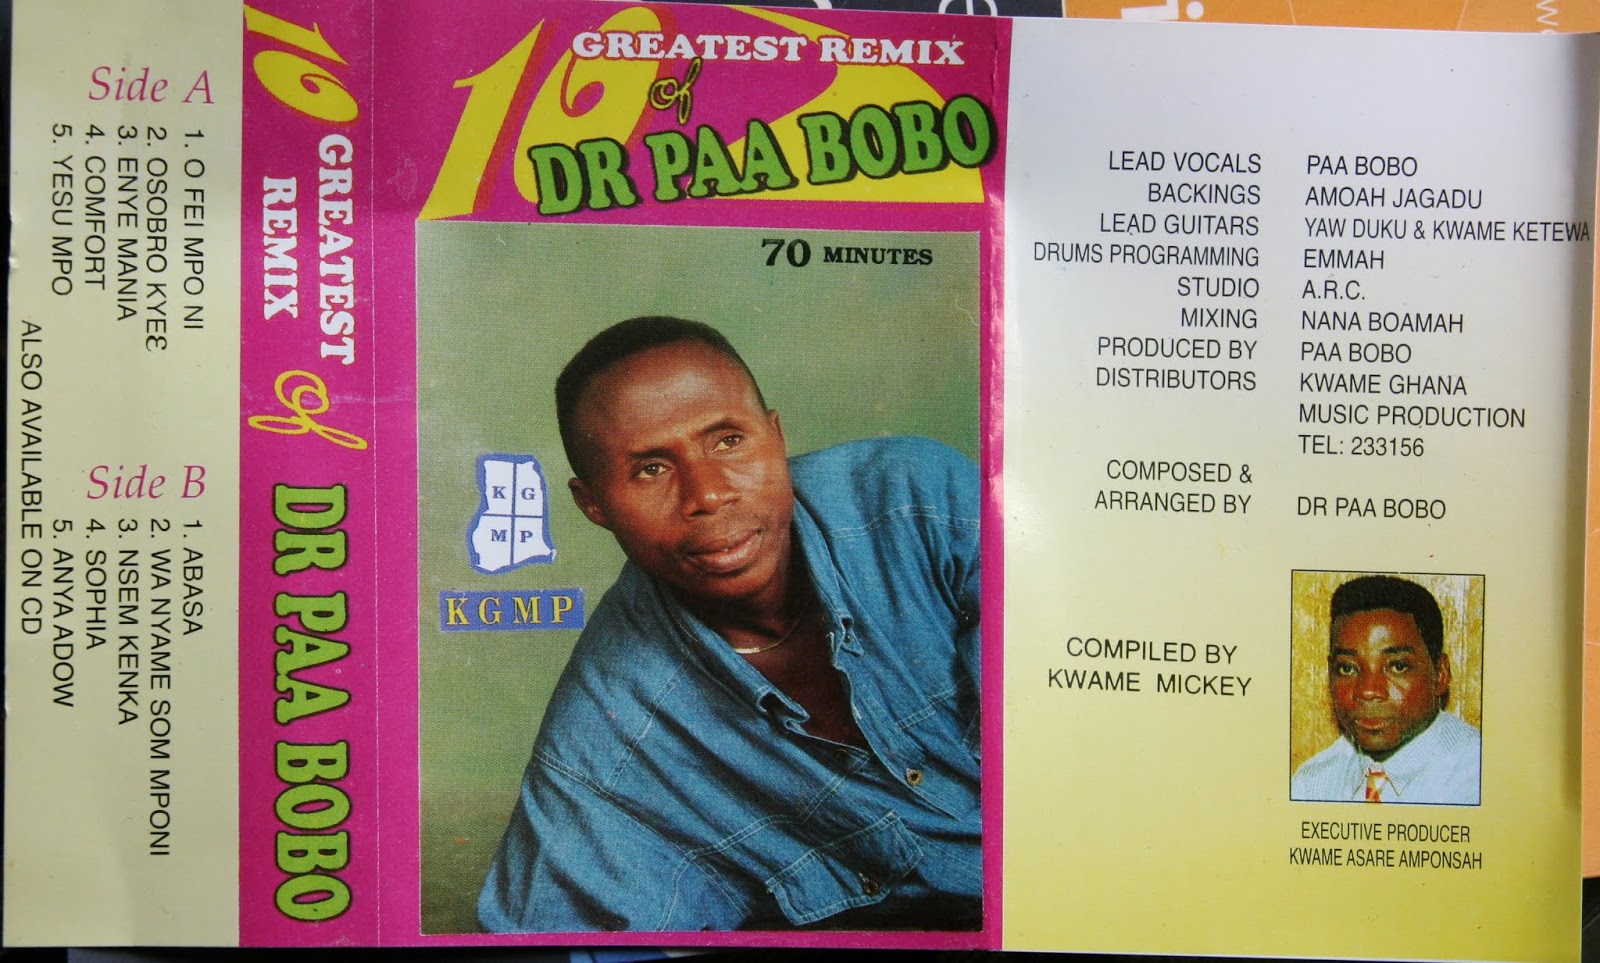 Side A
1. O FEI MPO NI
2. OSOBRO KYEƐ
3. ENYE MANIA
4. COMFORT
5. YESU MPO
Side B
1. ABASA
2. WA NYAME SOM MPONI
3. NSEM KENKA
4. SOPHIA
5. ANYA ADOW
ALSO AVAILABLE ON CD
10 GREATEST
REMIX
of
DR PAA BOBO
10 GREATEST REMIX
of
DR PAA BOBO
70 MINUTES
K G
M P
KGMP
LEAD VOCALS PAA BOBO
BACKINGS AMOAH JAGADU
LEAD GUITARS YAW DUKU & KWAME KETEWA
DRUMS PROGRAMMING EMMAH
STUDIO A.R.C.
MIXING NANA BOAMAH
PRODUCED BY PAA BOBO
DISTRIBUTORS KWAME GHANA
MUSIC PRODUCTION
TEL: 233156
COMPOSED &
ARRANGED BY DR PAA BOBO
COMPILED BY
KWAME MICKEY
EXECUTIVE PRODUCER
KWAME ASARE AMPONSAH